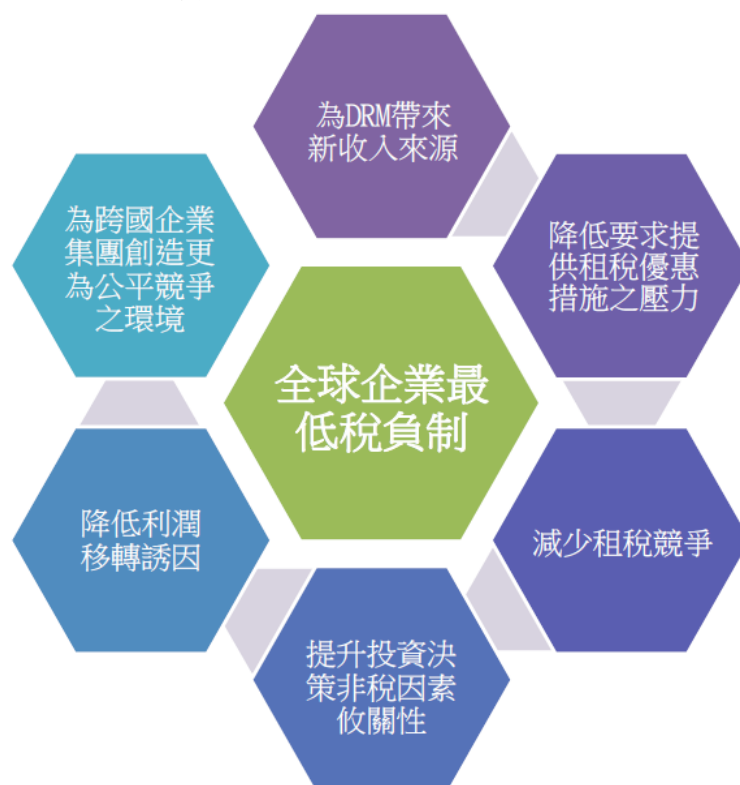 為DRM帶來
新收入來源
降低要求提
供租稅優惠
措施之壓力
減少租稅競爭
提升投資決
策非稅因素
攸關性
降低利潤
移轉誘因
為跨國企業
集團創造更
為公平競爭
之環境
全球企業最
低稅負制